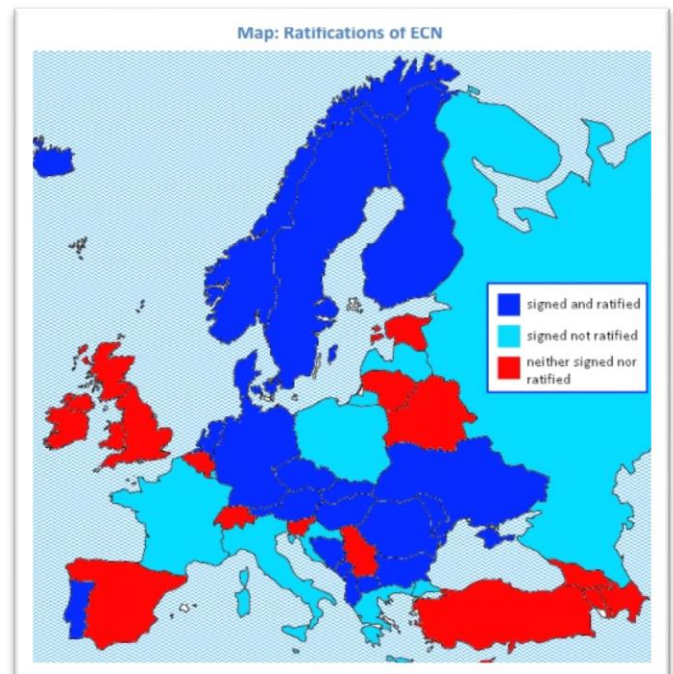 Map: Ratifications of ECN
signed and ratified
signed not ratified
neither signed nor
ratified